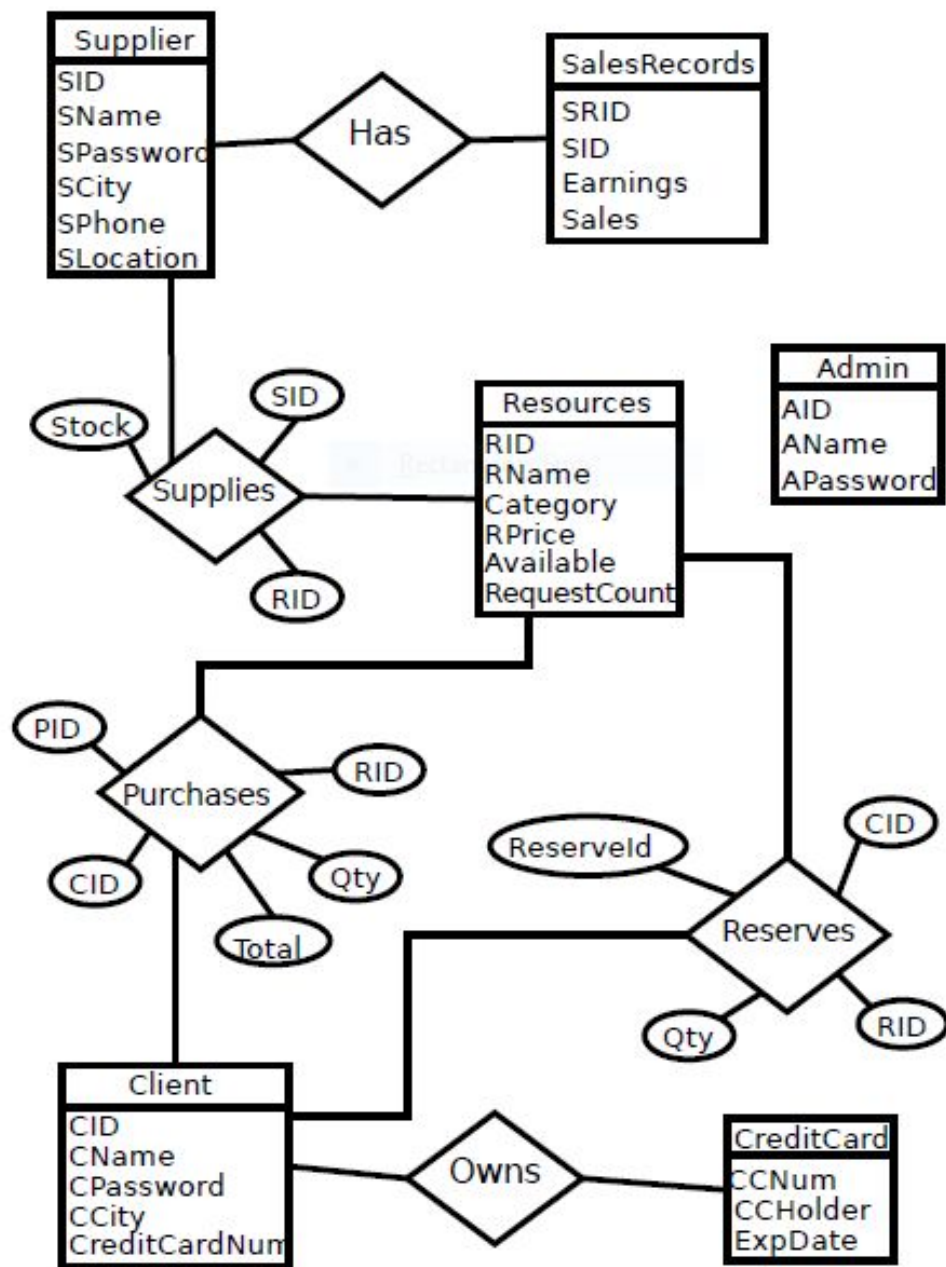 Supplier
SID
SName
SPassword
SCity
SPhone
SLocation
Has
SalesRecords
SRID
SID
Earnings
Sales
Admin
AID
AName
APassword
Stock
SID
Supplies
RID
Resources
RID
RName
Category
RPrice
Available
RequestCount
PID
RID
Purchases
CID
Qty
Total
ReserveId
CID
Reserves
Qty
RID
Client
CID
CName
CPassword
CCity
CreditCardNum
Owns
CreditCard
CCNum
CCHolder
ExpDate